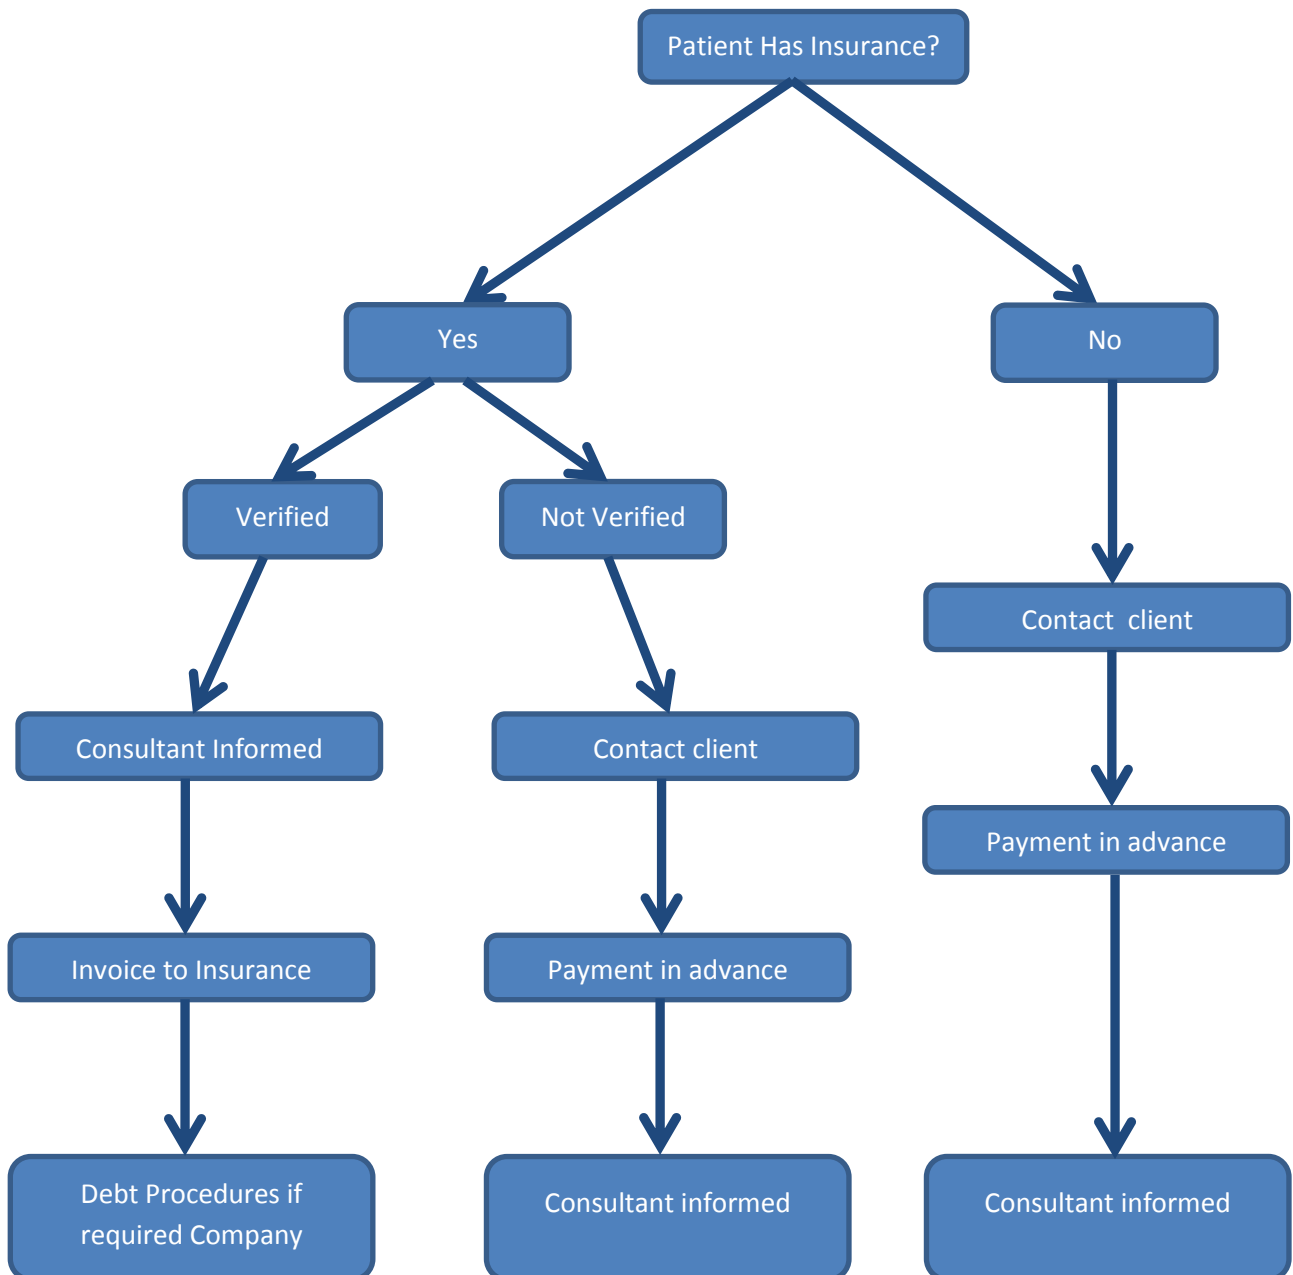 Patient Has Insurance?
Yes
No
Verified
Not Verified
Contact  client
Consultant Informed
Contact client
Payment in advance
Invoice to Insurance
Payment in advance
Debt Procedures if
required Company
Consultant informed
Consultant informed